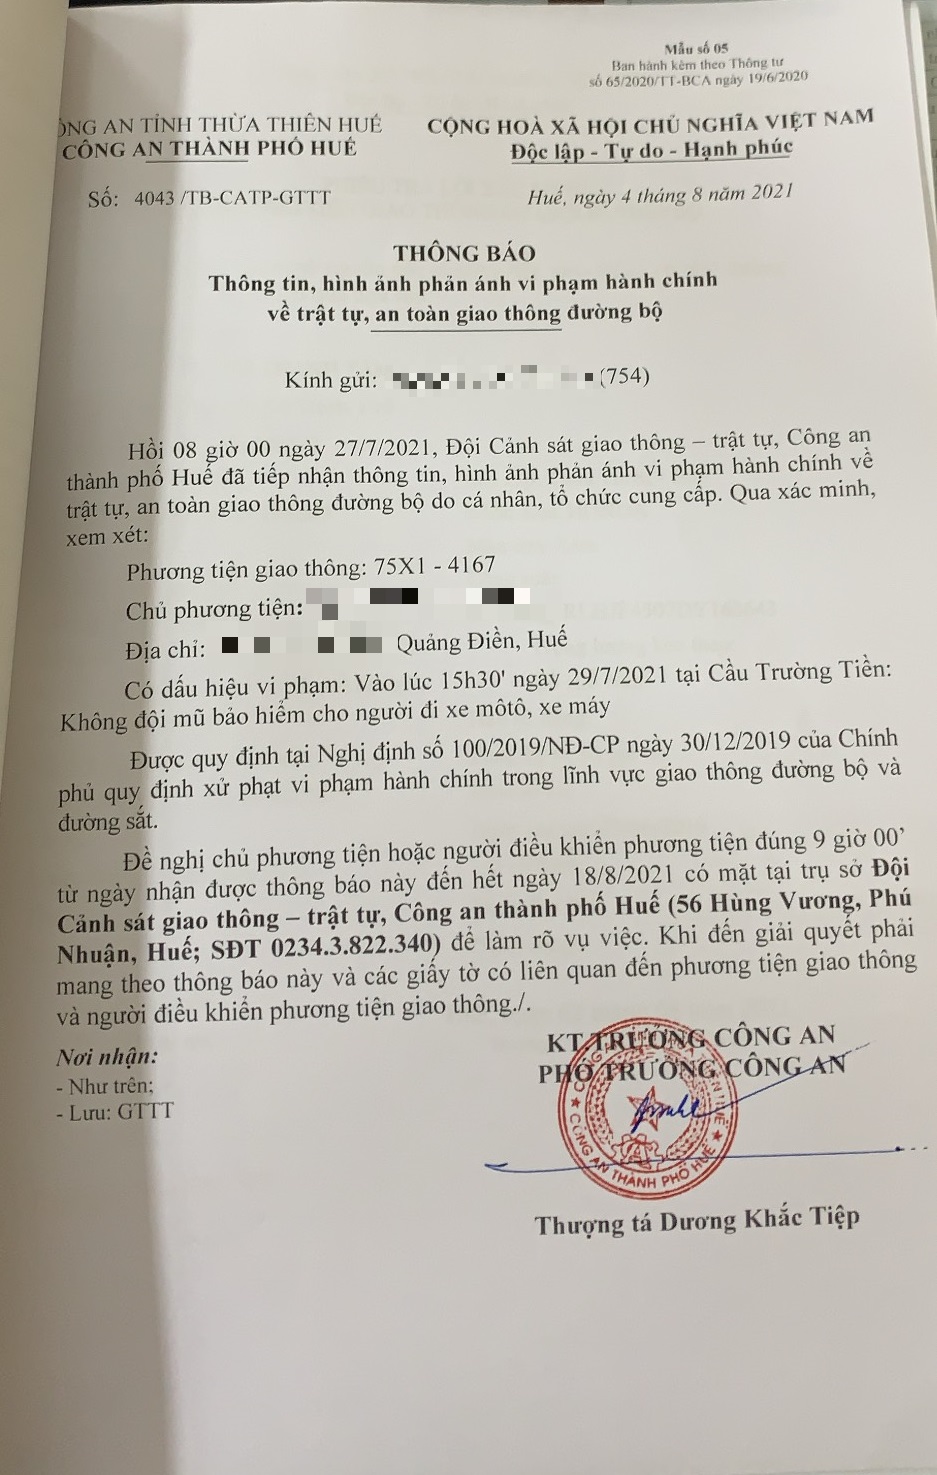 Mẫu số 05
Ban hành kèm theo Thông tư
số 65/2020/TT-BCA ngày 19/6/2020
ÔNG AN TỈNH THỪA THIÊN HUẾ
CÔNG AN THÀNH PHỐ HUẾ
CỘNG HOÀ XÃ HỘI CHỦ NGHĨA VIỆT NAM
Độc lập - Tự do - Hạnh phúc
Số: 4043 /TB-CATP-GTTT
Huế, ngày 4 tháng 8 năm 2021
THÔNG BÁO
Thông tin, hình ảnh phản ánh vi phạm hành chính
về trật tự, an toàn giao thông đường bộ
Kính gửi: (754)
Hồi 08 giờ 00 ngày 27/7/2021, Đội Cảnh sát giao thông – trật tự, Công an
thành phố Huế đã tiếp nhận thông tin, hình ảnh phản ánh vi phạm hành chính về
trật tự, an toàn giao thông đường bộ do cá nhân, tổ chức cung cấp. Qua xác minh,
xem xét:
Phương tiện giao thông: 75X1 - 4167
Chủ phương tiện:
Địa chỉ: Quảng Điền, Huế
Có dấu hiệu vi phạm: Vào lúc 15h30' ngày 29/7/2021 tại Cầu Trường Tiền:
Không đội mũ bảo hiểm cho người đi xe môtô, xe máy
Được quy định tại Nghị định số 100/2019/NĐ-CP ngày 30/12/2019 của Chính
phủ quy định xử phạt vi phạm hành chính trong lĩnh vực giao thông đường bộ và
đường sắt.
Đề nghị chủ phương tiện hoặc người điều khiển phương tiện đúng 9 giờ 00’
từ ngày nhận được thông báo này đến hết ngày 18/8/2021 có mặt tại trụ sở Đội
Cảnh sát giao thông – trật tự, Công an thành phố Huế (56 Hùng Vương, Phú
Nhuận, Huế; SĐT 0234.3.822.340) để làm rõ vụ việc. Khi đến giải quyết phải
mang theo thông báo này và các giấy tờ có liên quan đến phương tiện giao thông
và người điều khiển phương tiện giao thông./.
Nơi nhận:
- Như trên;
- Lưu: GTTT
KT.TRƯỞNG CÔNG AN
PHÓ TRƯỞNG CÔNG AN
CÔNG AN THÀNH PHỐ HUẾ
Thượng tá Dương Khắc Tiệp